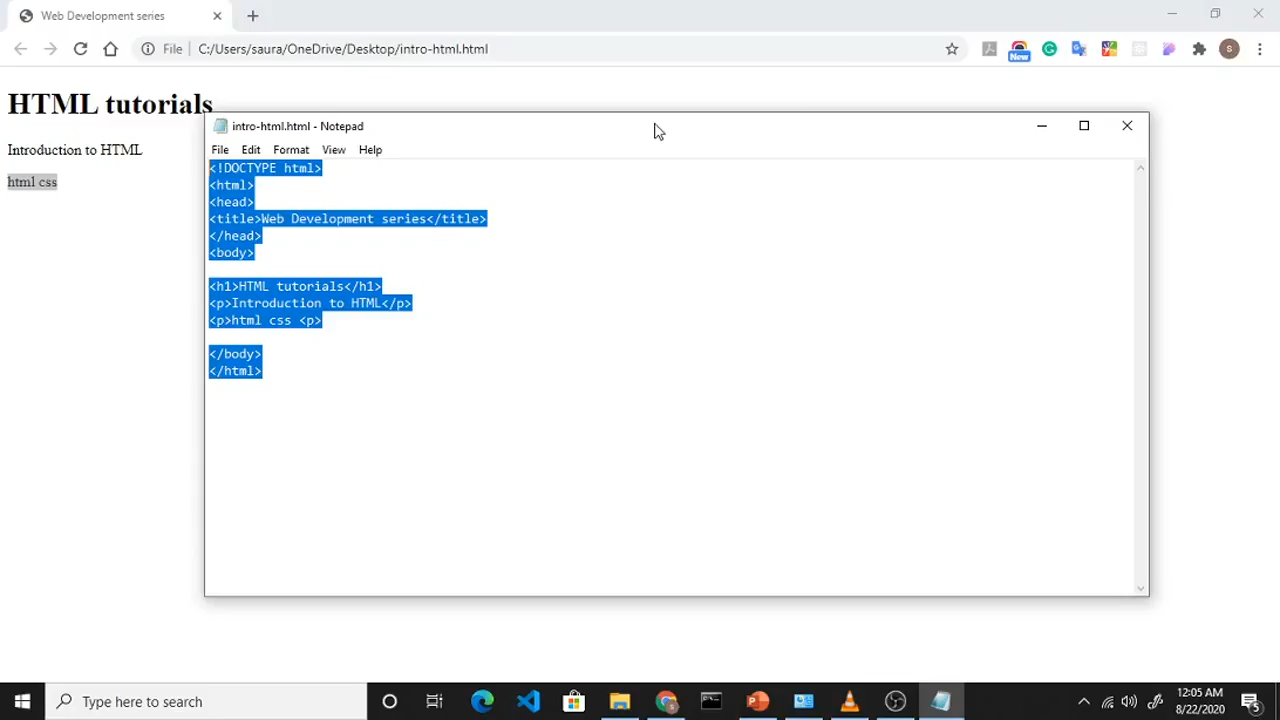 Web Development series
File
C:/Users/saura/OneDrive/Desktop/intro-html.html
New
S
HTML tutorials
Introduction to HTML
html css
intro-html.html - Notepad
File Edit Format View Help
<!DOCTYPE html>
<html>
<head>
<title>Web Development series</title>
</head>
<body>
<h1>HTML tutorials</h1>
<p>Introduction to HTML</p>
<p>html css <p>
</body>
</html>
Type here to search
12:05 AM
8/22/2020
5